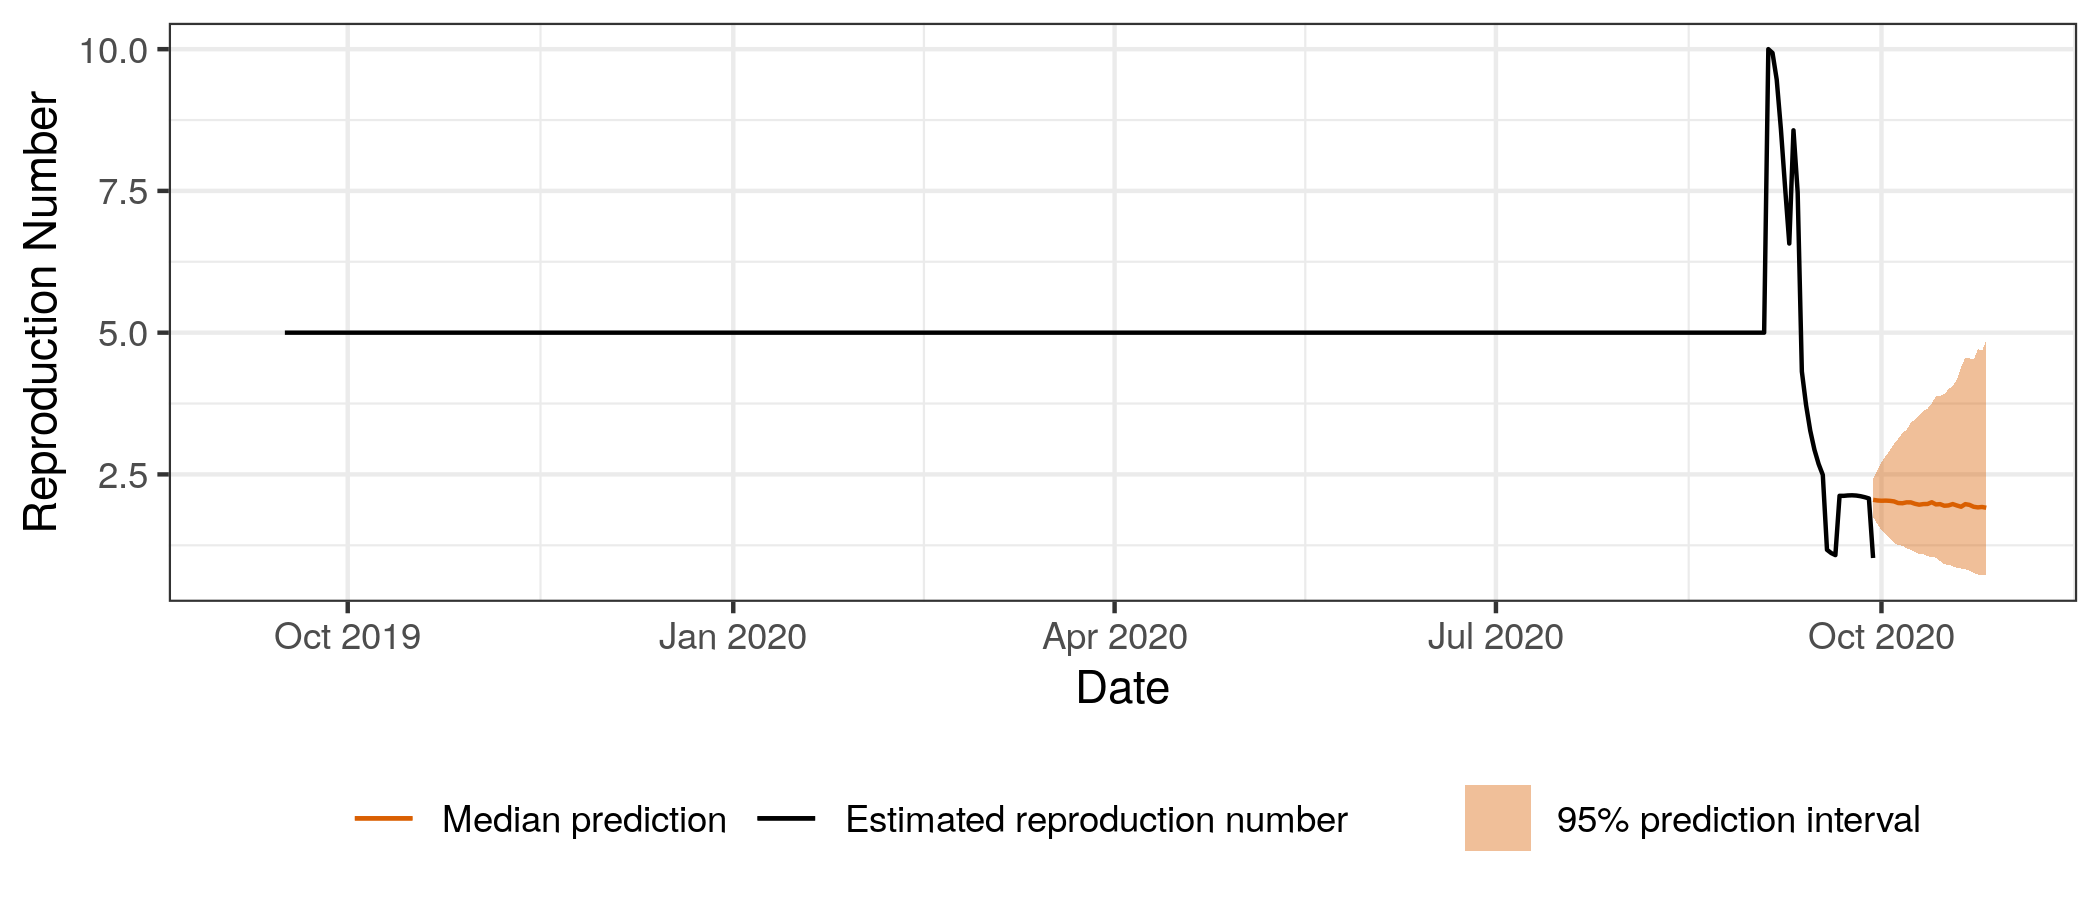 10.0
7.5
5.0
2.5
Reproduction Number
Oct 2019 Jan 2020 Apr 2020 Jul 2020 Oct 2020
Date
Median prediction Estimated reproduction number 95% prediction interval